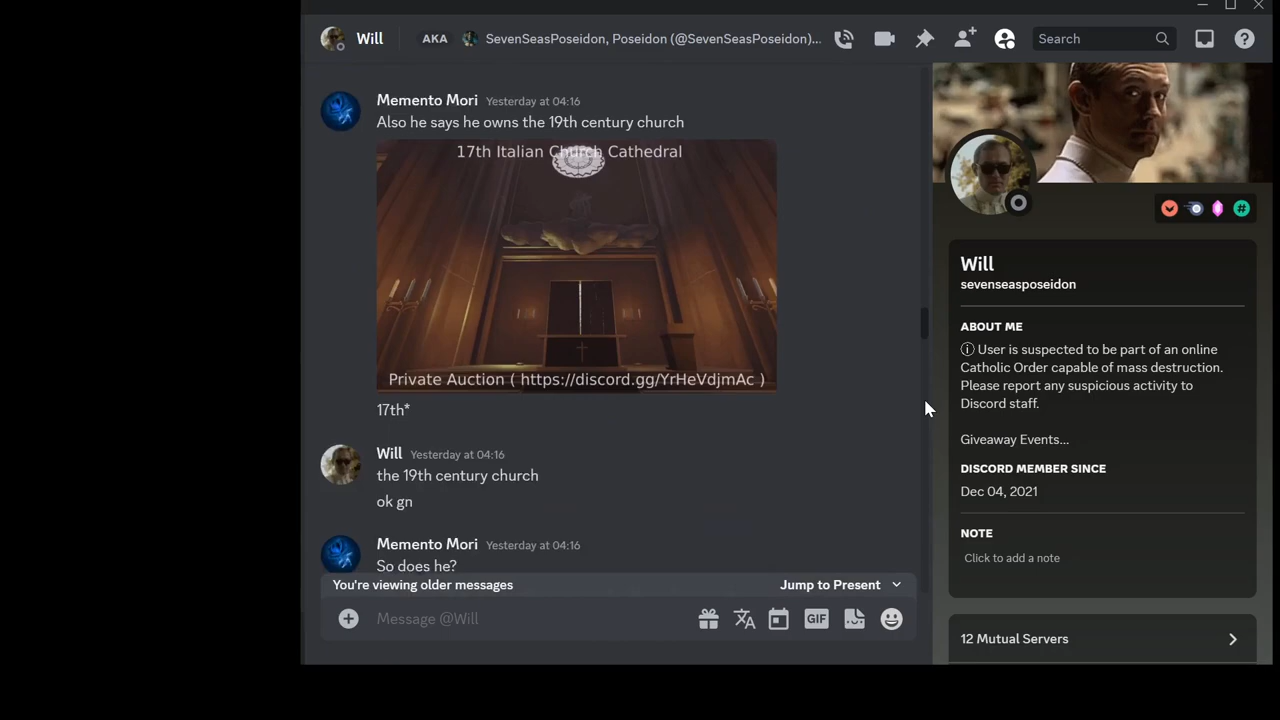 Will
AKA
SevenSeasPoseidon, Poseidon (@SevenSeasPoseidon)...
Search
Memento Mori Yesterday at 04:16
Also he says he owns the 19th century church
17th Italian Church Cathedral
Private Auction ( https://discord.gg/YrHeVdjmAc )
17th*
Will Yesterday at 04:16
the 19th century church
ok gn
Memento Mori Yesterday at 04:16
So does he?
You're viewing older messages
Jump to Present
Message @Will
GIF
Will
sevenseasposeidon
ABOUT ME
User is suspected to be part of an online
Catholic Order capable of mass destruction.
Please report any suspicious activity to
Discord staff.
Giveaway Events...
DISCORD MEMBER SINCE
Dec 04, 2021
NOTE
Click to add a note
12 Mutual Servers